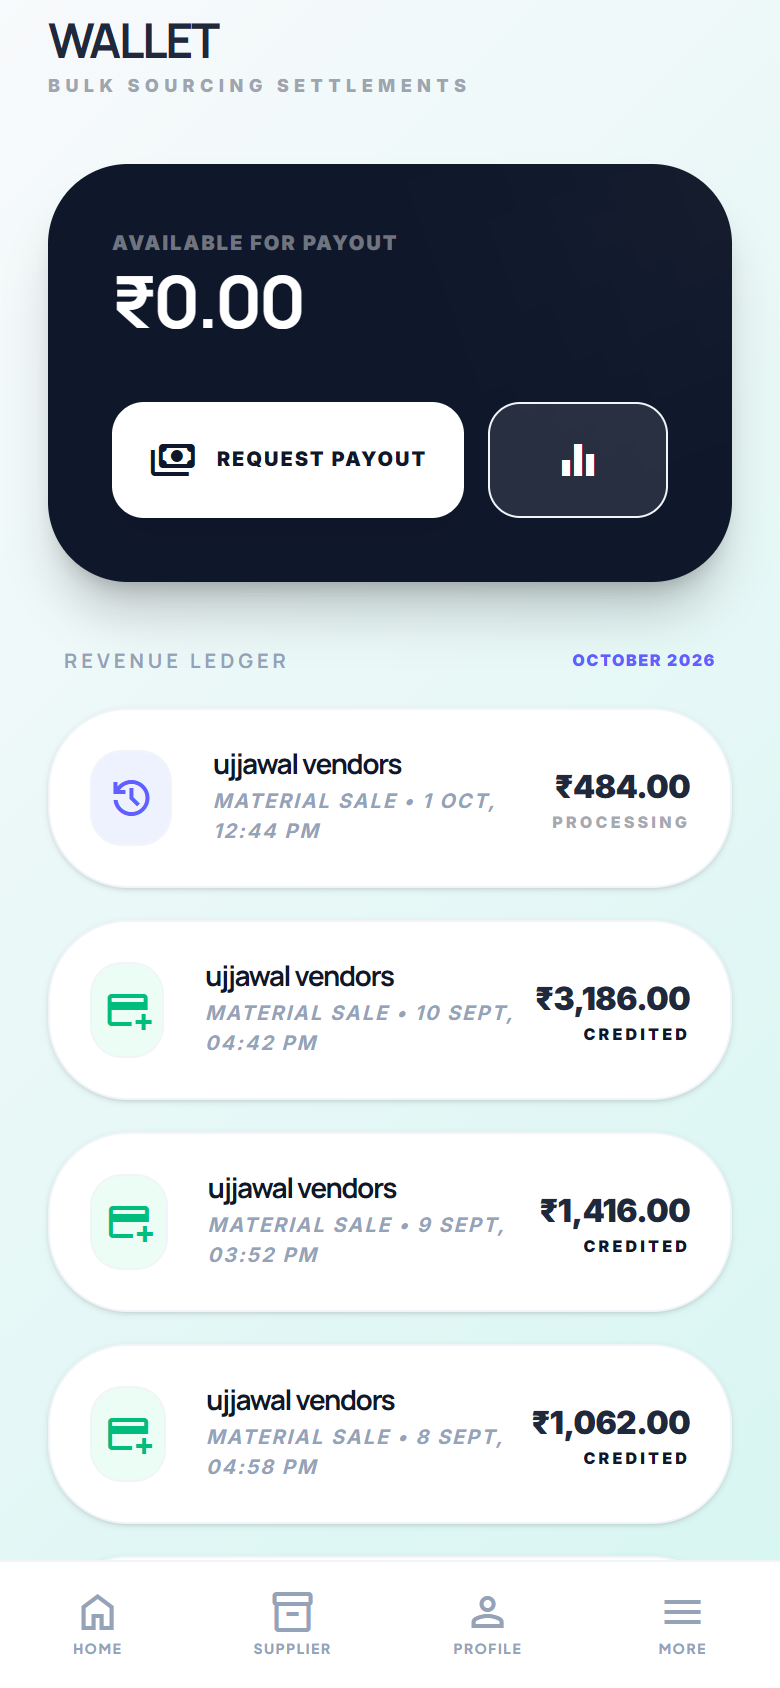 WALLET
BULK SOURCING SETTLEMENTS
AVAILABLE FOR PAYOUT
₹0.00
REQUEST PAYOUT
REVENUE LEDGER
OCTOBER 2026
ujjawal vendors
MATERIAL SALE • 1 OCT,
12:44 PM
₹484.00
PROCESSING
ujjawal vendors
MATERIAL SALE • 10 SEPT,
04:42 PM
₹3,186.00
CREDITED
ujjawal vendors
MATERIAL SALE • 9 SEPT,
03:52 PM
₹1,416.00
CREDITED
ujjawal vendors
MATERIAL SALE • 8 SEPT,
04:58 PM
₹1,062.00
CREDITED
HOME
SUPPLIER
PROFILE
MORE